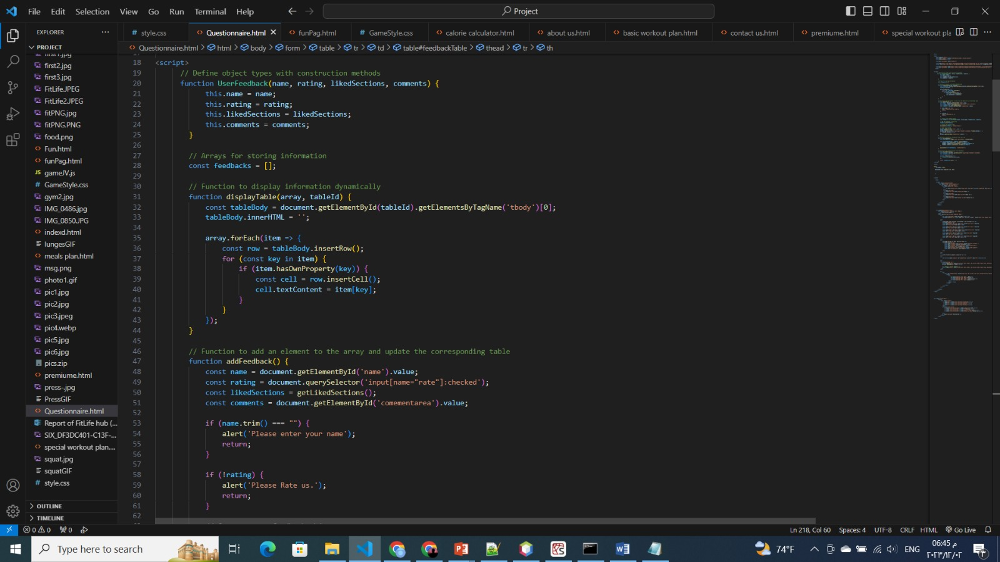 File Edit Selection View Go Run Terminal Help
Project
EXPLORER
style.css
Questionnaire.html
funPag.html
GameStyle.css
calorie calculator.html
about us.html
basic workout plan.html
contact us.html
premiume.html
special workout pla
PROJECT
Questionnaire.html > html > body > form > table > tr > td > table#feedbackTable > thead > tr > th
first1.jpg
first2.jpg
first3.jpg
FitLife.JPEG
FitLife2.JPEG
fitPNG.jpg
fitPNG.PNG
food.png
Fun.html
funPag.html
JS gameJV.js
# GameStyle.css
gym2.jpg
IMG_0486.jpg
IMG_0850.JPG
indexd.html
lungesGIF
meals plan.html
msg.png
photo1.gif
pic1.jpg
pic2.jpg
pic3.jpeg
pic4.webp
pic5.jpg
pic6.jpg
pics.zip
premiume.html
press-.jpg
PressGIF
Questionnaire.html
Report of FitLife hub (...
SIX_DF3DC401-C13F-...
special workout plan....
squat.jpg
squatGIF
# style.css
OUTLINE
TIMELINE
18 <script>
19 // Define object types with construction methods
20 function UserFeedback(name, rating, likedSections, comments) {
21 this.name = name;
22 this.rating = rating;
23 this.likedSections = likedSections;
24 this.comments = comments;
25 }
26
27 // Arrays for storing information
28 const feedbacks = [];
29
30 // Function to display information dynamically
31 function displayTable(array, tableId) {
32 const tableBody = document.getElementById(tableId).getElementsByTagName('tbody')[0];
33 tableBody.innerHTML = '';
34
35 array.forEach(item => {
36 const row = tableBody.insertRow();
37 for (const key in item) {
38 if (item.hasOwnProperty(key)) {
39 const cell = row.insertCell();
40 cell.textContent = item[key];
41 }
42 }
43 });
44 }
45
46 // Function to add an element to the array and update the corresponding table
47 function addFeedback() {
48 const name = document.getElementById('name').value;
49 const rating = document.querySelector('input[name="rate"]:checked');
50 const likedSections = getLikedSections();
51 const comments = document.getElementById('comementarea').value;
52
53 if (name.trim() === "") {
54 alert('Please enter your name');
55 return;
56 }
57
58 if (!rating) {
59 alert('Please Rate us.');
60 return;
61 }
62
0 0 0
Ln 218, Col 60 Spaces: 4 UTF-8 CRLF HTML Go Live
Type here to search
74°F
ENG
06:45 م
٢٠٢٣/١٢/٠٢
٣